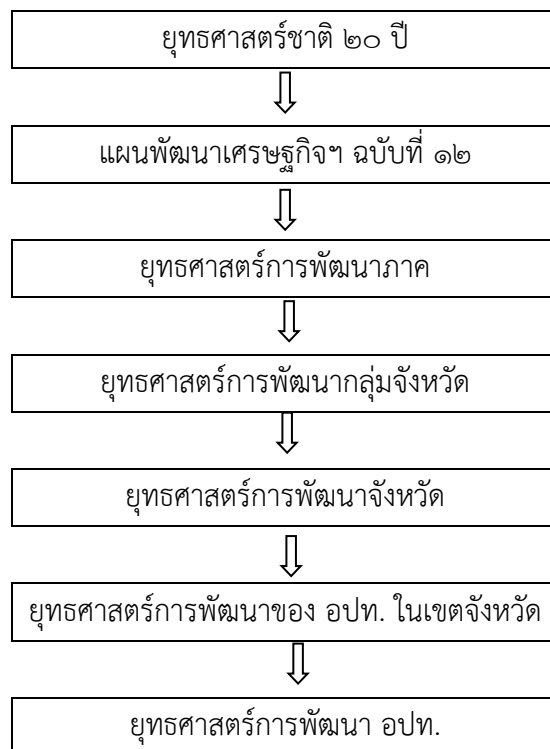 ยุทธศาสตร์ชาติ ๒๐ ปี
แผนพัฒนาเศรษฐกิจฯ ฉบับที่ ๑๒
ยุทธศาสตร์การพัฒนาภาค
ยุทธศาสตร์การพัฒนากลุ่มจังหวัด
ยุทธศาสตร์การพัฒนาจังหวัด
ยุทธศาสตร์การพัฒนาของ อปท. ในเขตจังหวัด
ยุทธศาสตร์การพัฒนา อปท.